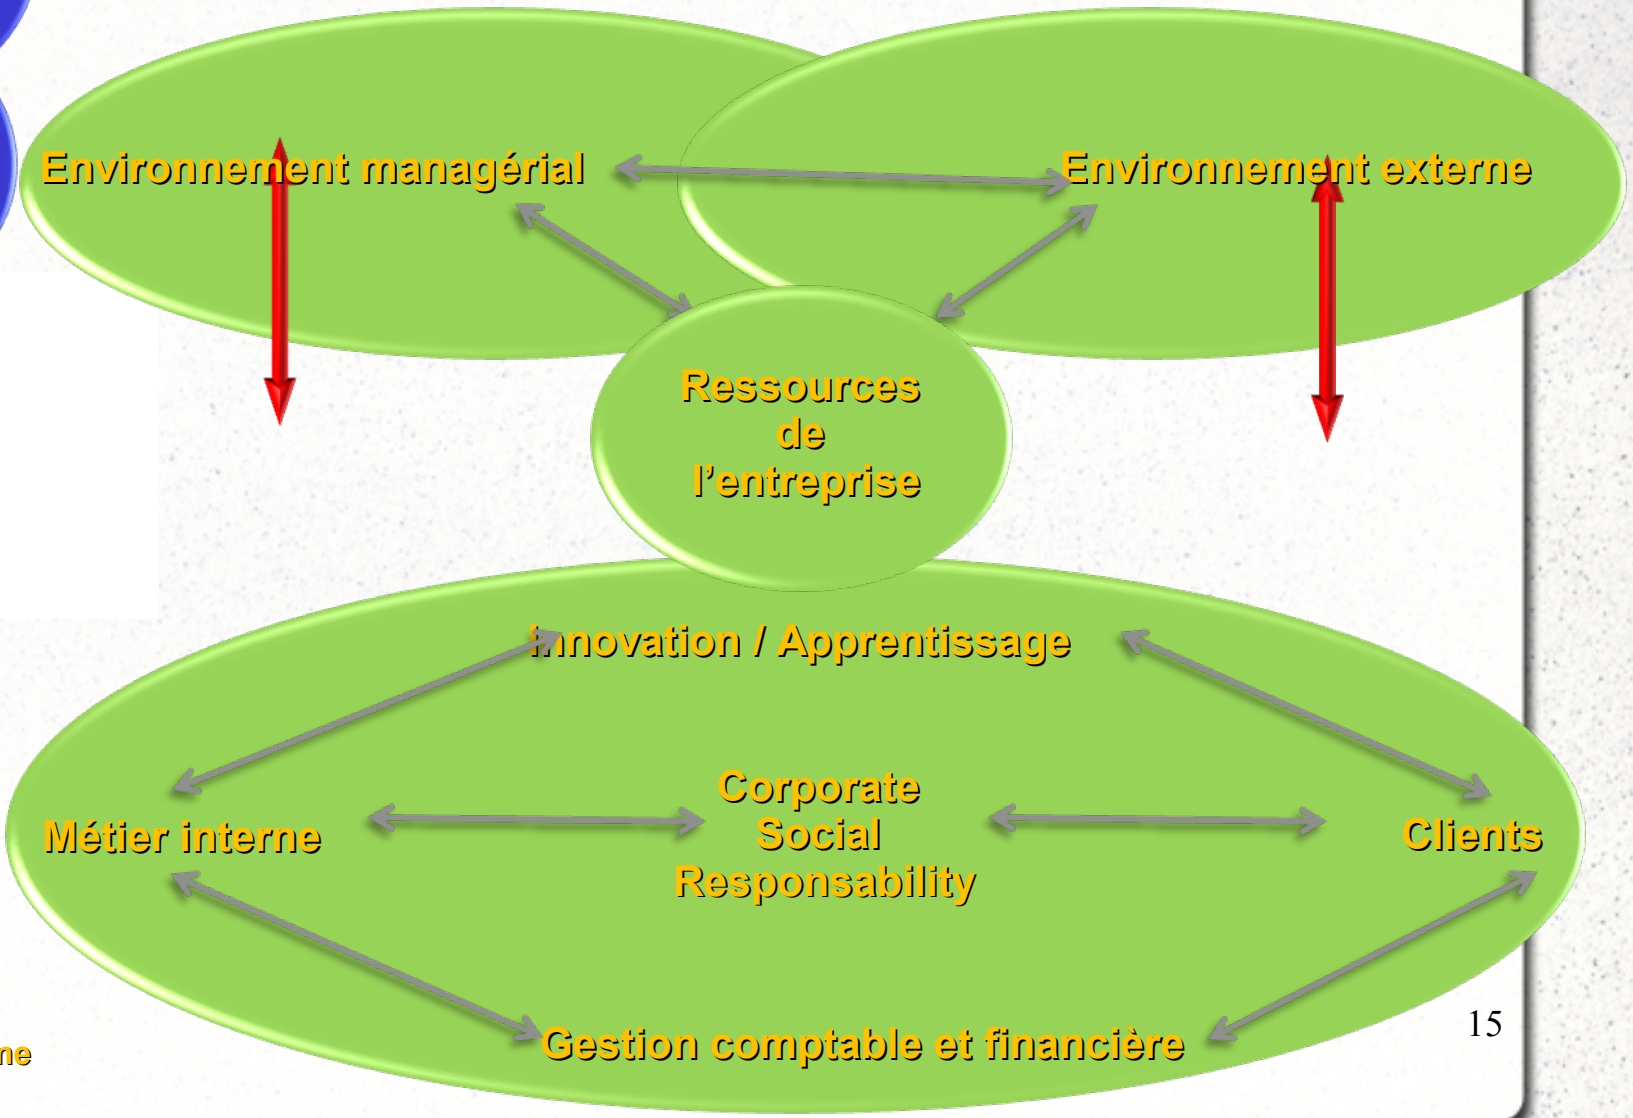 Environnement managérial
Environnement externe
Ressources
de
l’entreprise
Innovation / Apprentissage
Corporate
Social
Responsability
Métier interne
Clients
Gestion comptable et financière
15